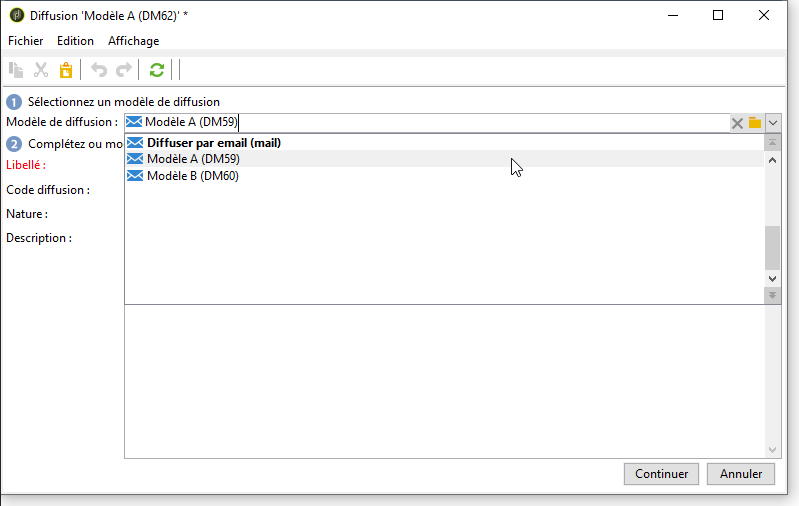 Diffusion 'Modèle A (DM62)' *
Fichier Edition Affichage
1 Sélectionnez un modèle de diffusion
Modèle de diffusion : Modèle A (DM59)
2 Complétez ou mo
Diffuser par email (mail)
Libellé :
Modèle A (DM59)
Modèle B (DM60)
Code diffusion :
Nature :
Description :
Continuer Annuler